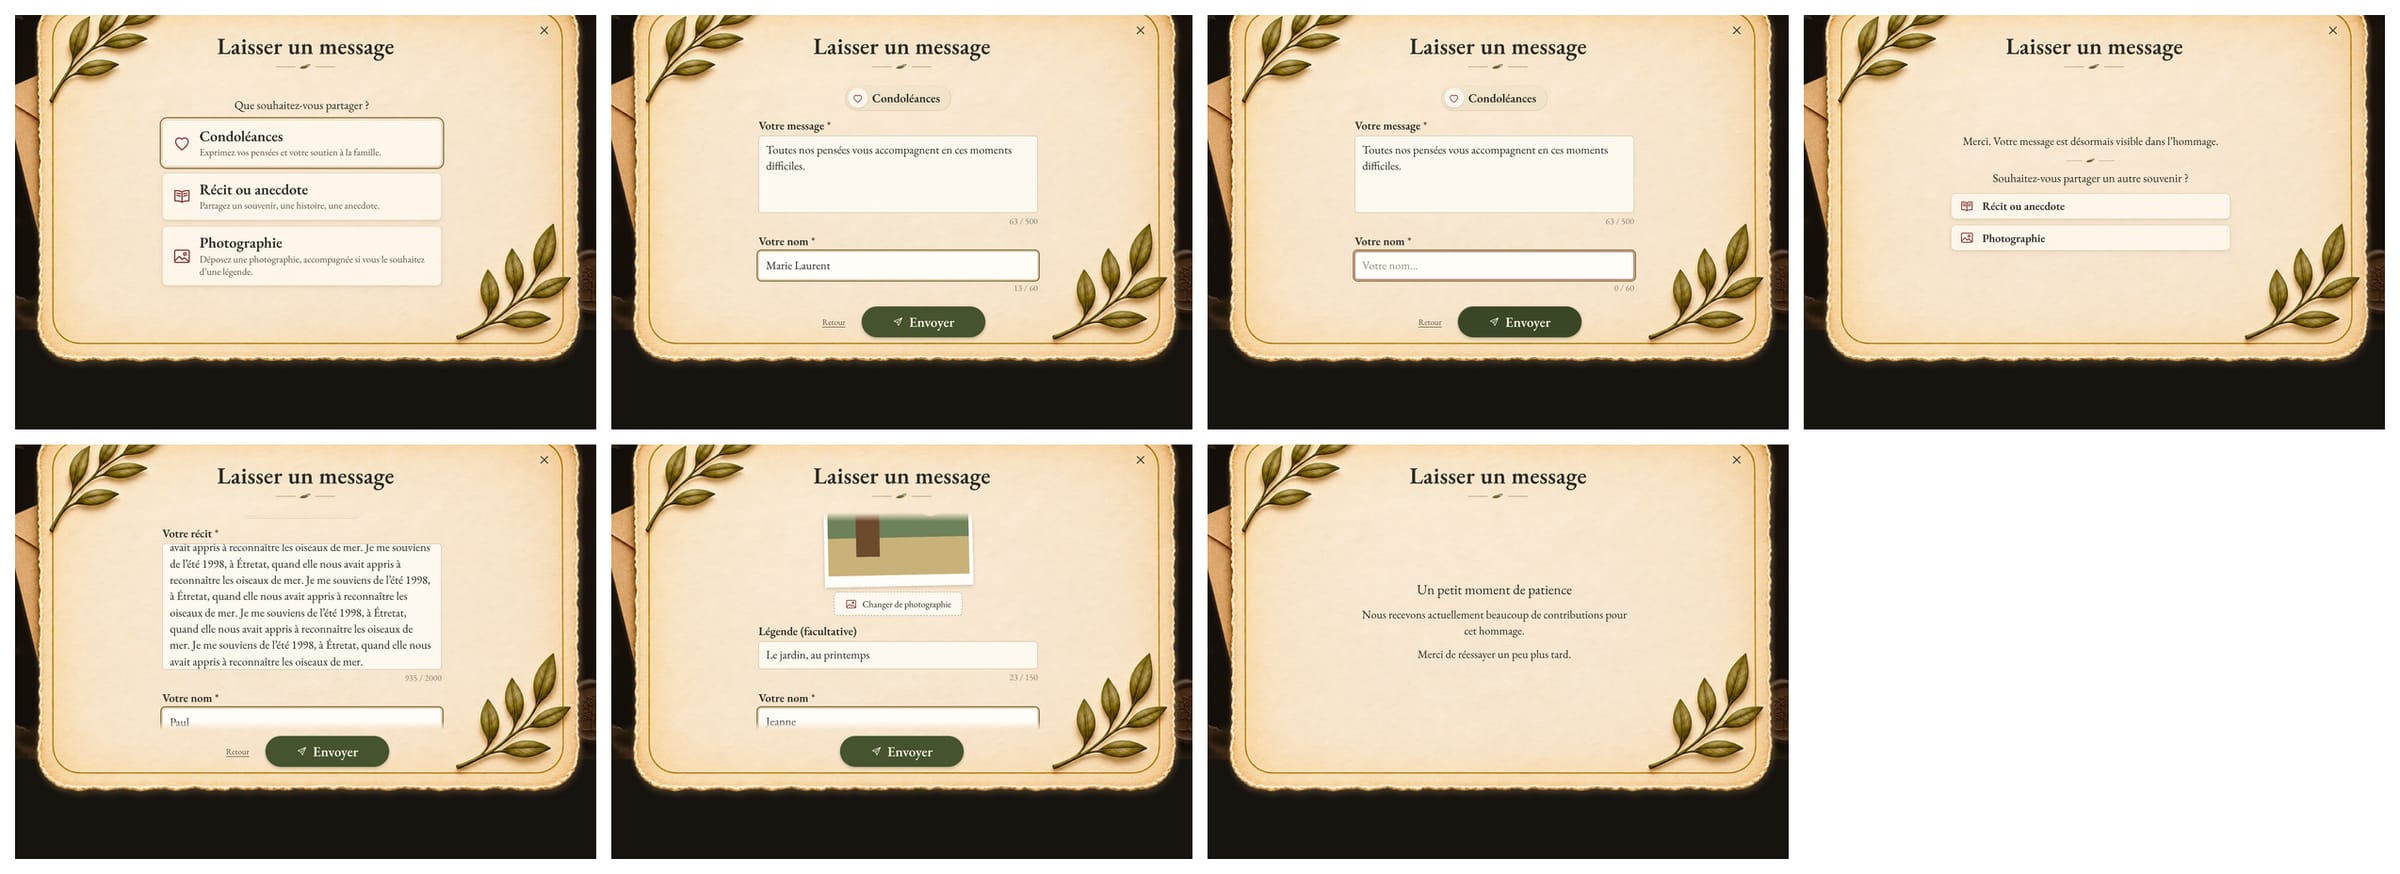 Laisser un message
Que souhaitez-vous partager ?
Condoléances
Exprimez vos pensées et votre soutien à la famille.
Récit ou anecdote
Partagez un souvenir, une histoire, une anecdote.
Photographie
Déposez une photographie, accompagnée si vous le souhaitez
d'une légende.
Laisser un message
Condoléances
Votre message *
Toutes nos pensées vous accompagnent en ces moments
difficiles.
63 / 500
Votre nom *
Marie Laurent
13 / 60
Retour
Envoyer
Laisser un message
Condoléances
Votre message *
Toutes nos pensées vous accompagnent en ces moments
difficiles.
63 / 500
Votre nom *
Votre nom...
0 / 60
Retour
Envoyer
Laisser un message
Merci. Votre message est désormais visible dans l'hommage.
Souhaitez-vous partager un autre souvenir ?
Récit ou anecdote
Photographie
Laisser un message
Votre récit *
avait appris à reconnaître les oiseaux de mer. Je me souviens
de l'été 1998, à Étretat, quand elle nous avait appris à
reconnaître les oiseaux de mer. Je me souviens de l'été 1998,
à Étretat, quand elle nous avait appris à reconnaître les
oiseaux de mer. Je me souviens de l'été 1998, à Étretat,
quand elle nous avait appris à reconnaître les oiseaux de
mer. Je me souviens de l'été 1998, à Étretat, quand elle nous
avait appris à reconnaître les oiseaux de mer.
935 / 2000
Votre nom *
Paul
Retour
Envoyer
Laisser un message
Changer de photographie
Légende (facultative)
Le jardin, au printemps
23 / 150
Votre nom *
Jeanne
Envoyer
Laisser un message
Un petit moment de patience
Nous recevons actuellement beaucoup de contributions pour
cet hommage.
Merci de réessayer un peu plus tard.